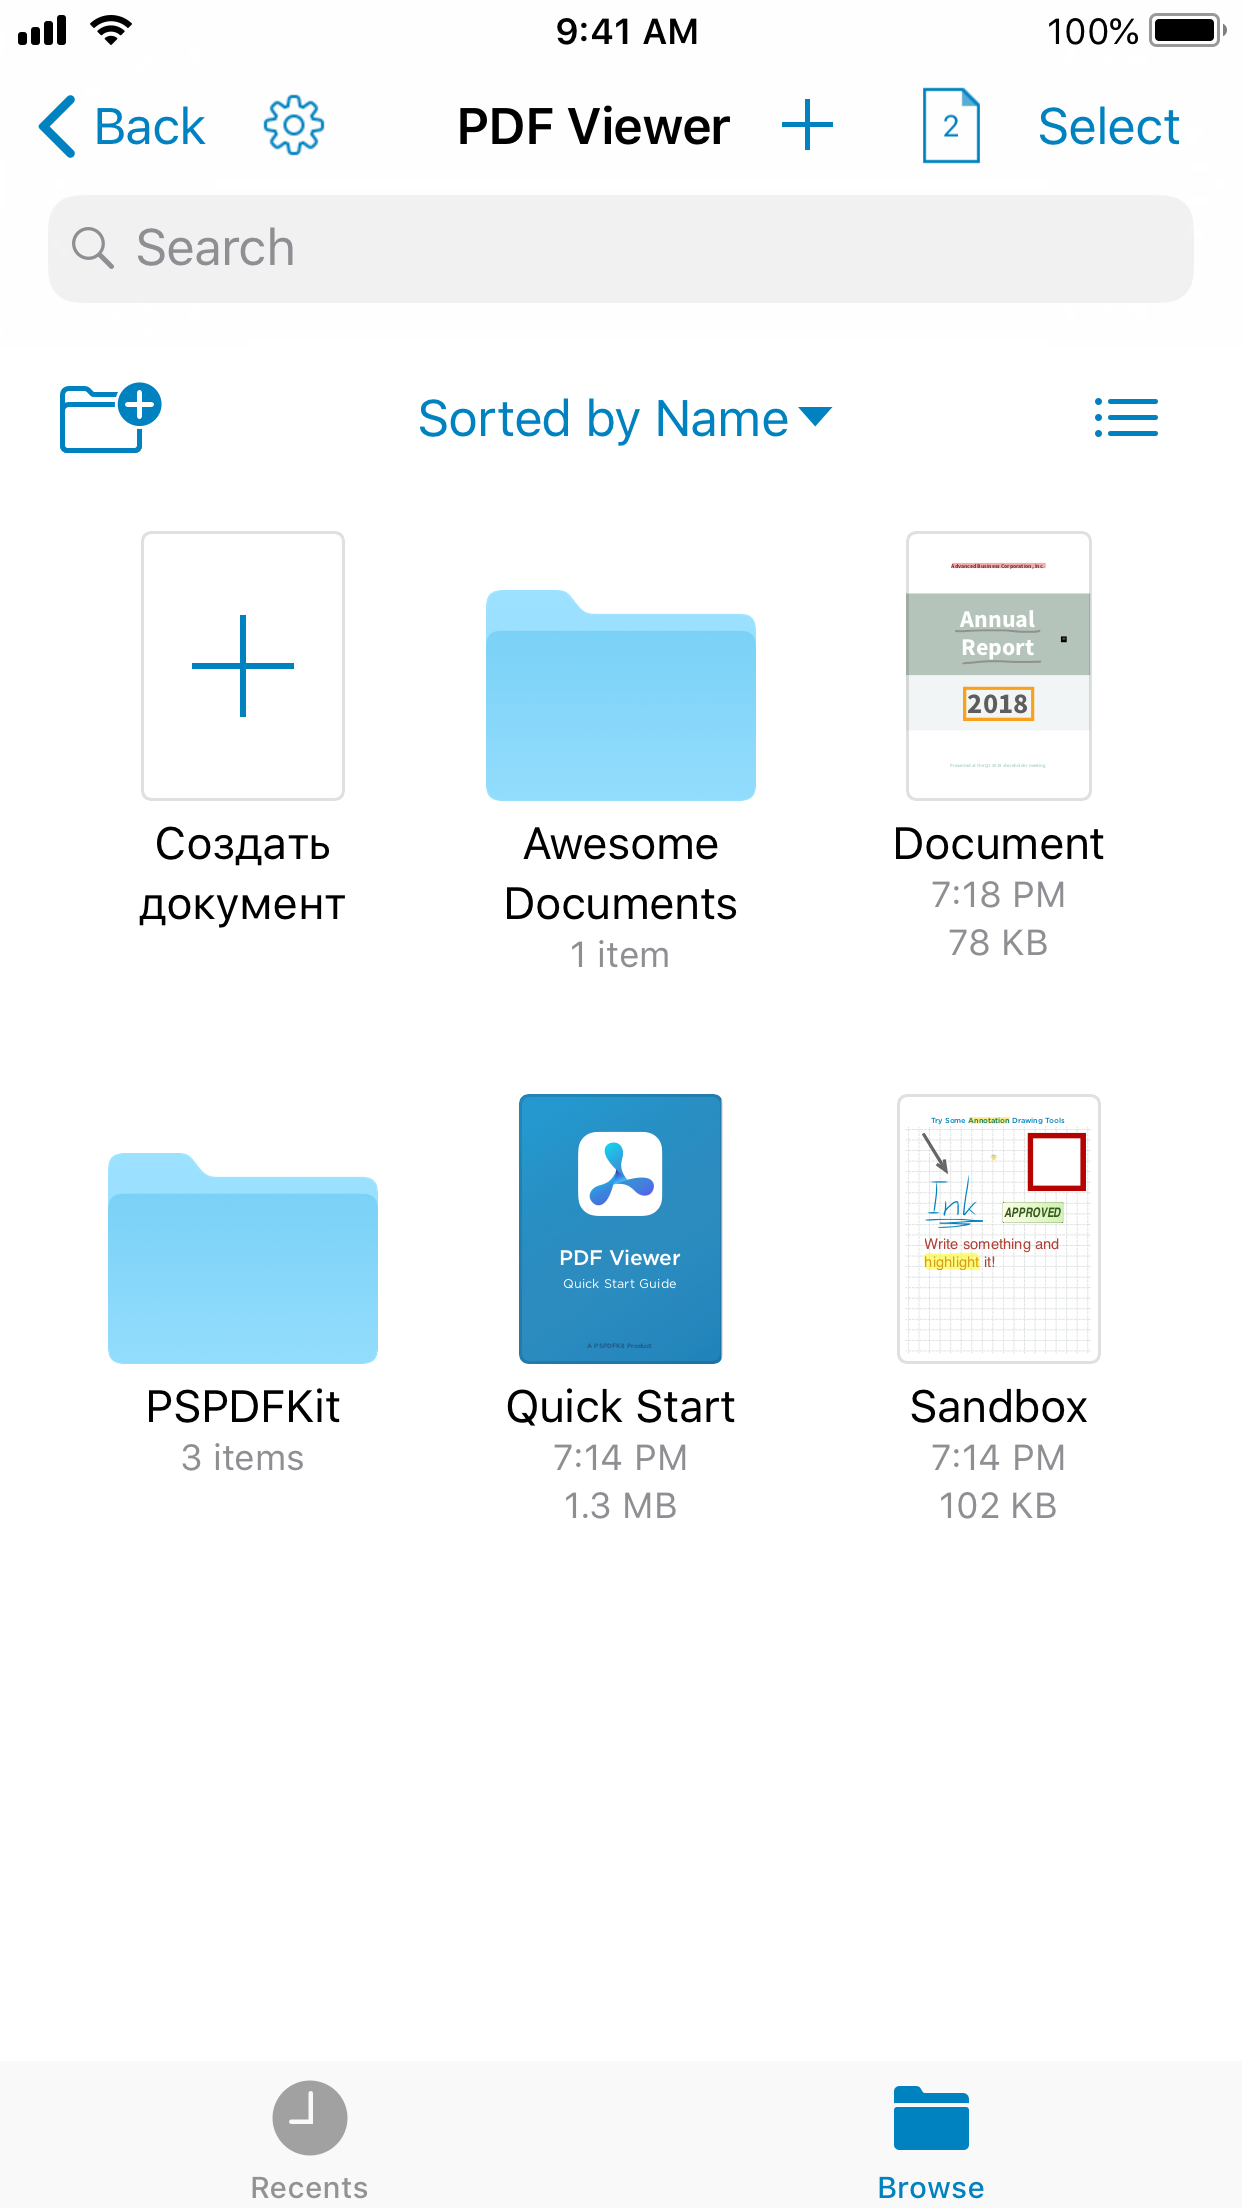 9:41 AM
100%
Back
PDF Viewer
2
Select
Search
Sorted by Name
Advanced Business Corporation, Inc.
Annual
Report
2018
Создать
документ
Awesome
Documents
1 item
Document
7:18 PM
78 KB
PDF Viewer
Quick Start Guide
A PSPDFKit Product
Try Some Annotation Drawing Tools
Ink
APPROVED
Write something and
highlight it!
PSPDFKit
3 items
Quick Start
7:14 PM
1.3 MB
Sandbox
7:14 PM
102 KB
Recents
Browse